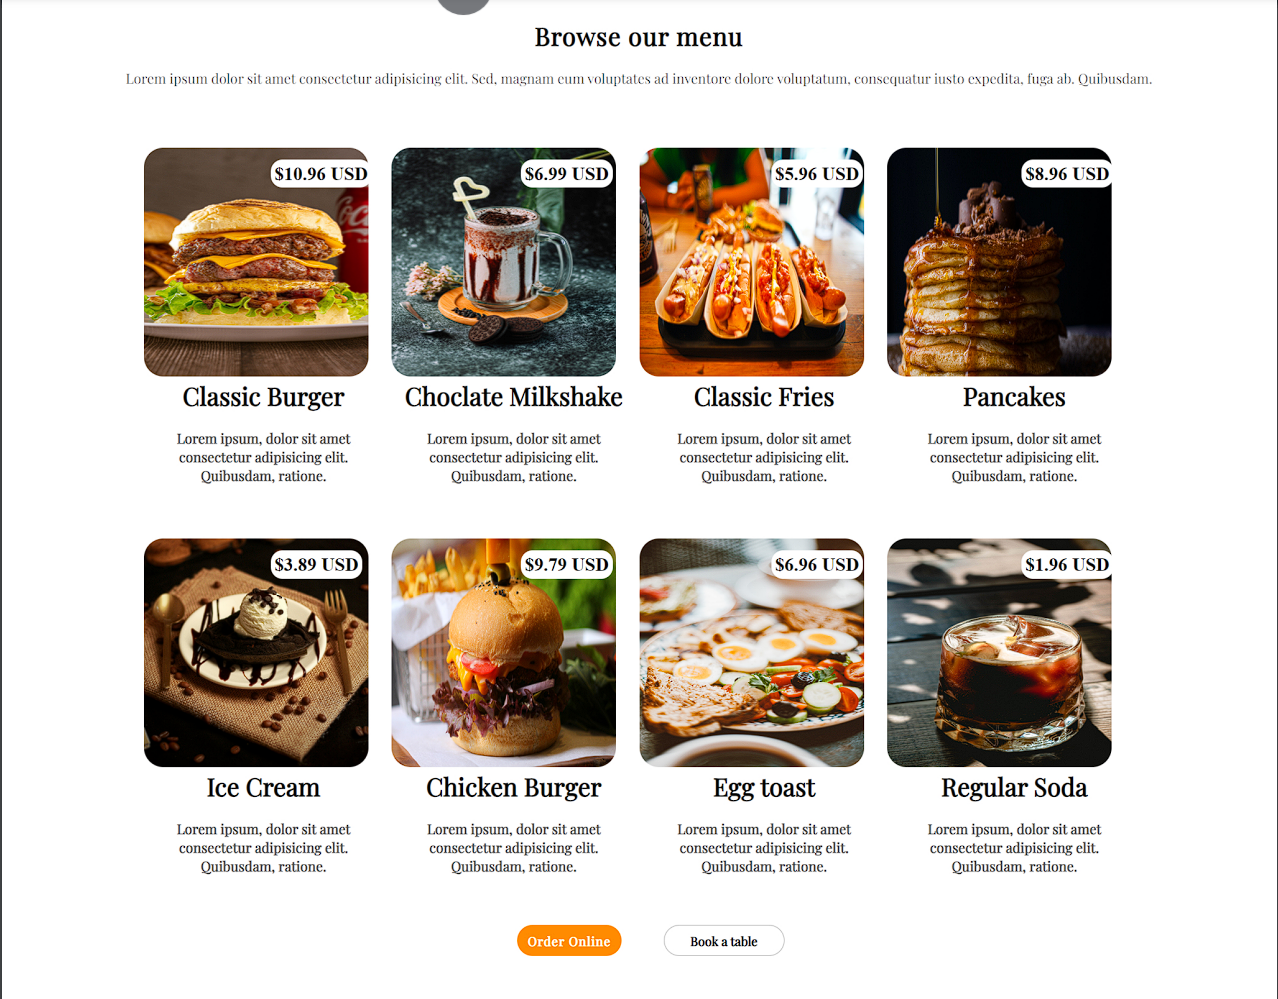 Browse our menu
Lorem ipsum dolor sit amet consectetur adipisicing elit. Sed, magnam eum voluptates ad inventore dolore voluptatum, consequatur iusto expedita, fuga ab. Quibusdam.
$10.96 USD
$6.99 USD
$5.96 USD
$8.96 USD
Classic Burger
Choclate Milkshake
Classic Fries
Pancakes
Lorem ipsum, dolor sit amet
consectetur adipisicing elit.
Quibusdam, ratione.
Lorem ipsum, dolor sit amet
consectetur adipisicing elit.
Quibusdam, ratione.
Lorem ipsum, dolor sit amet
consectetur adipisicing elit.
Quibusdam, ratione.
Lorem ipsum, dolor sit amet
consectetur adipisicing elit.
Quibusdam, ratione.
$3.89 USD
$9.79 USD
$6.96 USD
$1.96 USD
Ice Cream
Chicken Burger
Egg toast
Regular Soda
Lorem ipsum, dolor sit amet
consectetur adipisicing elit.
Quibusdam, ratione.
Lorem ipsum, dolor sit amet
consectetur adipisicing elit.
Quibusdam, ratione.
Lorem ipsum, dolor sit amet
consectetur adipisicing elit.
Quibusdam, ratione.
Lorem ipsum, dolor sit amet
consectetur adipisicing elit.
Quibusdam, ratione.
Order Online
Book a table